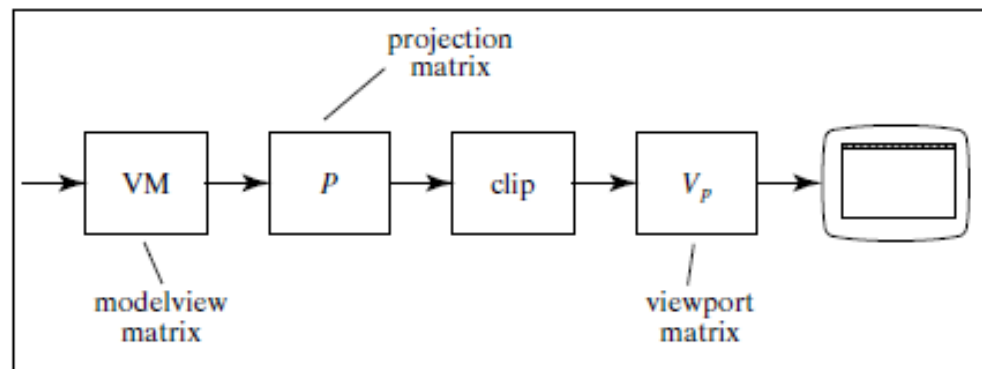 projection
matrix
VM
P
clip
V_p
modelview
matrix
viewport
matrix